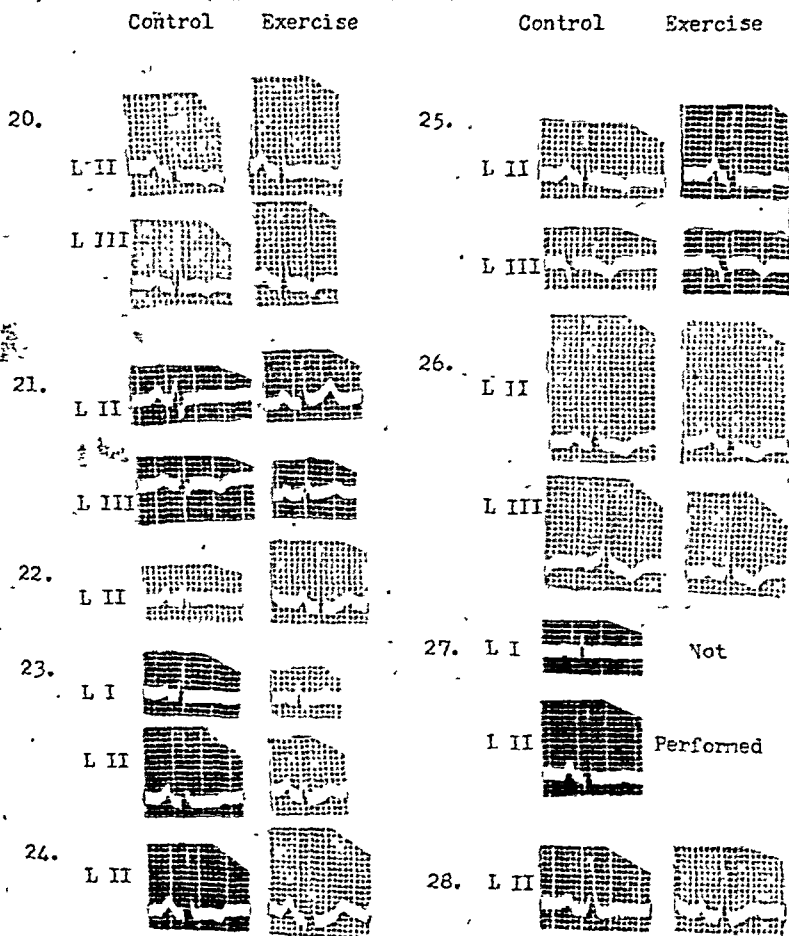 Control Exercise
20.
L II
L III
21.
L II
L III
22.
L II
23.
L I
L II
24.
L II
Control Exercise
25.
L II
L III
26.
L II
L III
27. L I Not
L II Performed
28. L II